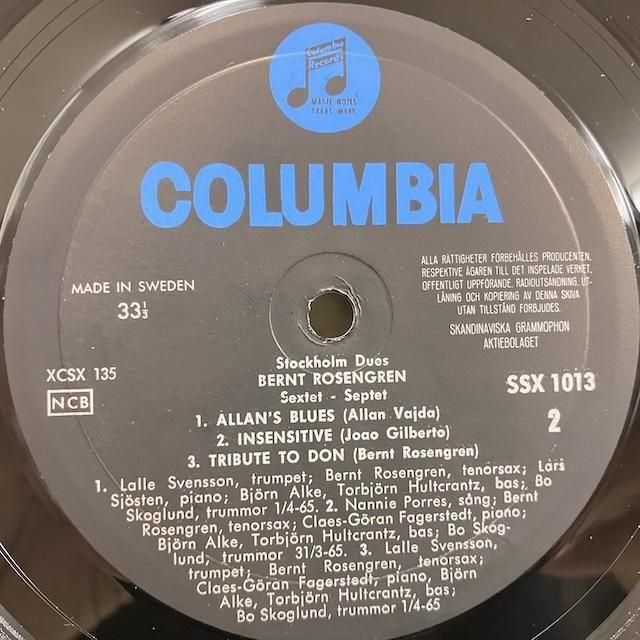 Columbia
Records
MAGIC NOTES
TRADE MARK
COLUMBIA
MADE IN SWEDEN
33⅓
ALLA RÄTTIGHETER FÖRBEHÅLLES PRODUCENTEN,
RESPEKTIVE ÄGAREN TILL DET INSPELADE VERKET.
OFFENTLIGT UPPFÖRANDE, RADIOUTSÄNDNING, UT-
LÅNING OCH KOPIERING AV DENNA SKIVA
UTAN TILLSTÅND FÖRBJUDES.
SKANDINAVISKA GRAMMOPHON
AKTIEBOLAGET
XCSX 135
NCB
SSX 1013
2
Stockholm Dues
BERNT ROSENGREN
Sextet - Septet
1. ALLAN'S BLUES (Allan Vajda)
2. INSENSITIVE (Joao Gilberto)
3. TRIBUTE TO DON (Bernt Rosengren)
1. Lalle Svensson, trumpet; Bernt Rosengren, tenorsax; Lars
Sjösten, piano; Björn Alke, Torbjörn Hultcrantz, bas; Bo
Skoglund, trummor 1/4-65. 2. Nannie Porres, sång; Bernt
Rosengren, tenorsax; Claes-Göran Fagerstedt, piano;
Björn Alke, Torbjörn Hultcrantz, bas; Bo Skog-
lund, trummor 31/3-65. 3. Lalle Svensson,
trumpet; Bernt Rosengren, tenorsax;
Claes-Göran Fagerstedt, piano, Björn
Alke, Torbjörn Hultcrantz, bas;
Bo Skoglund, trummor 1/4-65